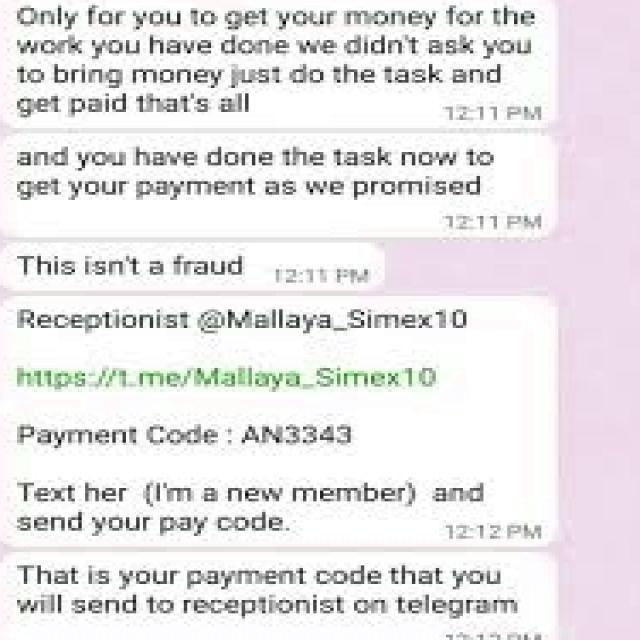 Only for you to get your money for the
work you have done we didn't ask you
to bring money just do the task and
get paid that's all
12:11 PM
and you have done the task now to
get your payment as we promised
12:11 PM
This isn't a fraud 12:11 PM
Receptionist @Mallaya_Simex10
https://t.me/Mallaya_Simex10
Payment Code : AN3343
Text her (I'm a new member) and
send your pay code.
12:12 PM
That is your payment code that you
will send to receptionist on telegram